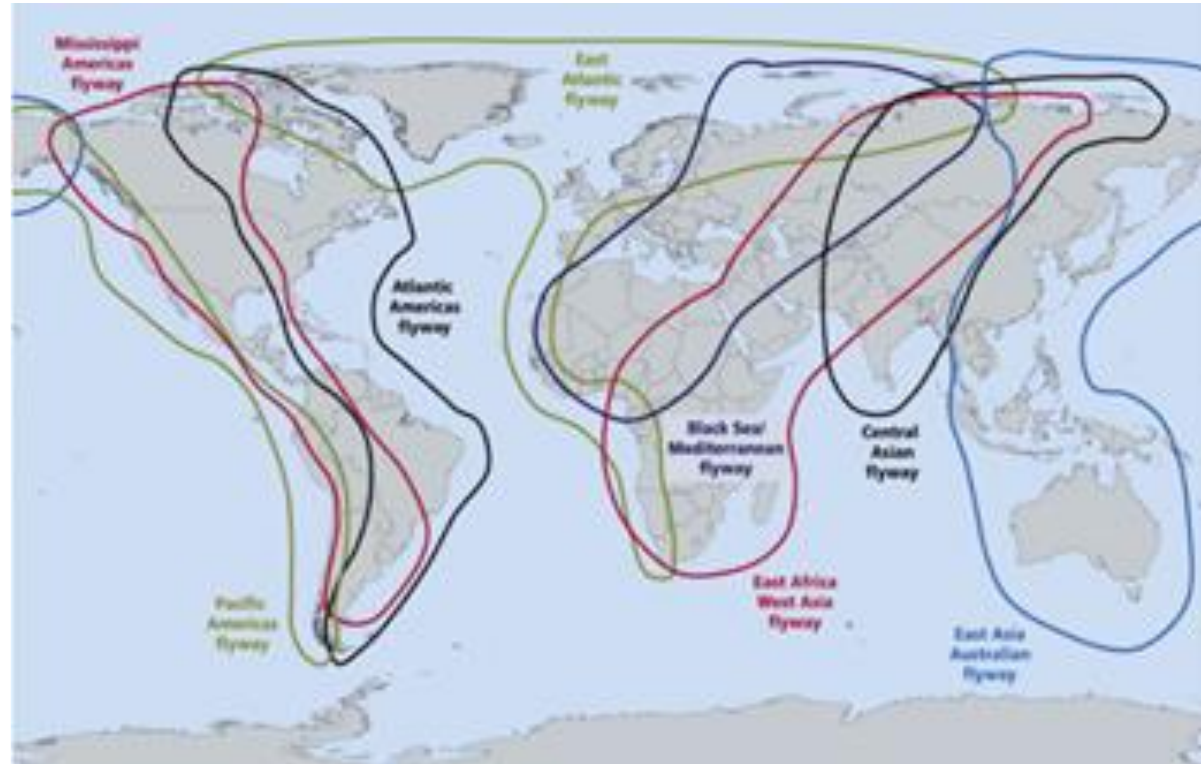 Mississippi
Americas
flyway
East
Atlantic
flyway
Atlantic
Americas
flyway
Black Sea/
Mediterranean
flyway
Central
Asian
flyway
East Africa
West Asia
flyway
Pacific
Americas
flyway
East Asia
Australian
flyway